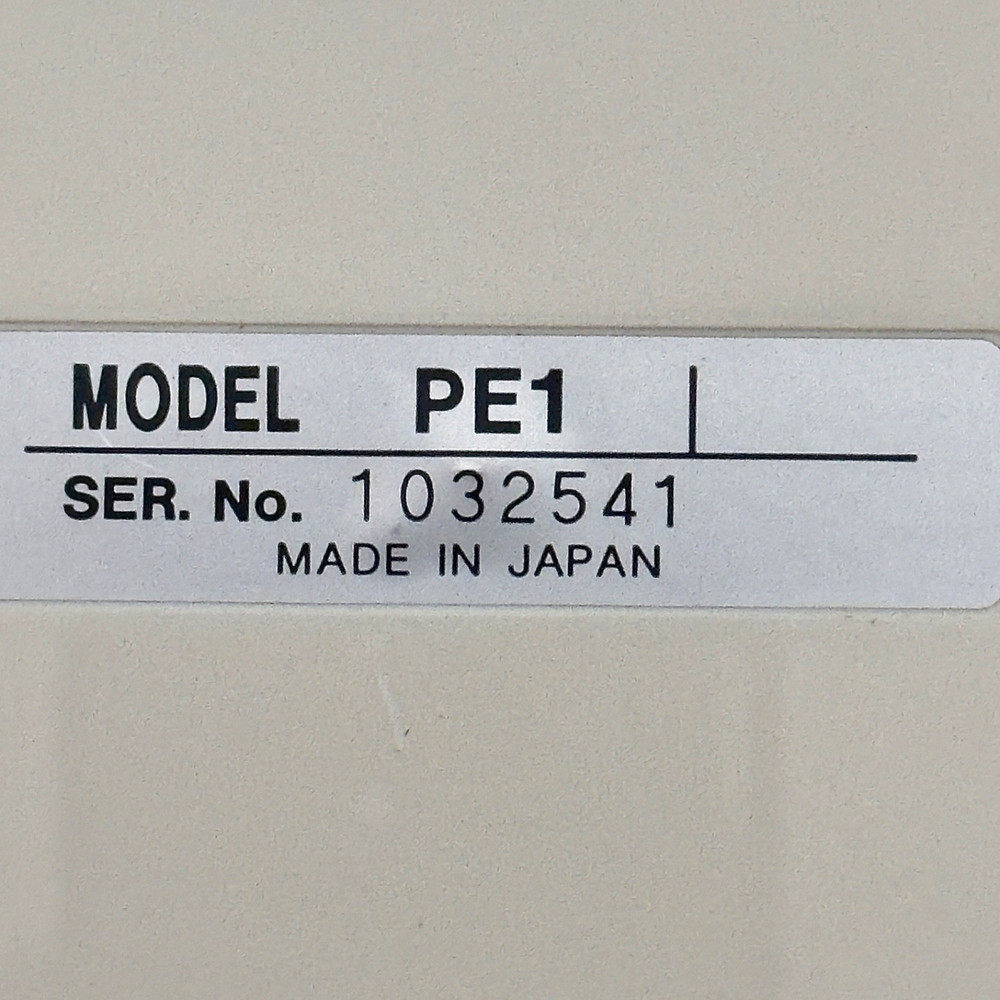 MODEL PE1
SER. No. 1032541
MADE IN JAPAN